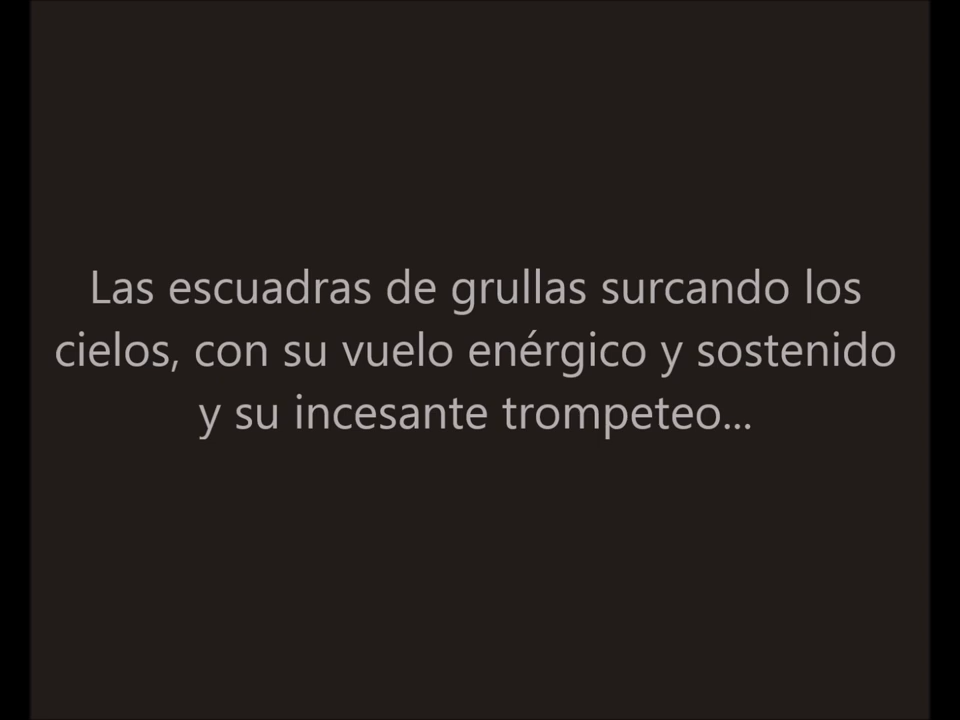 Las escuadras de grullas surcando los
cielos, con su vuelo enérgico y sostenido
y su incesante trompeteo...